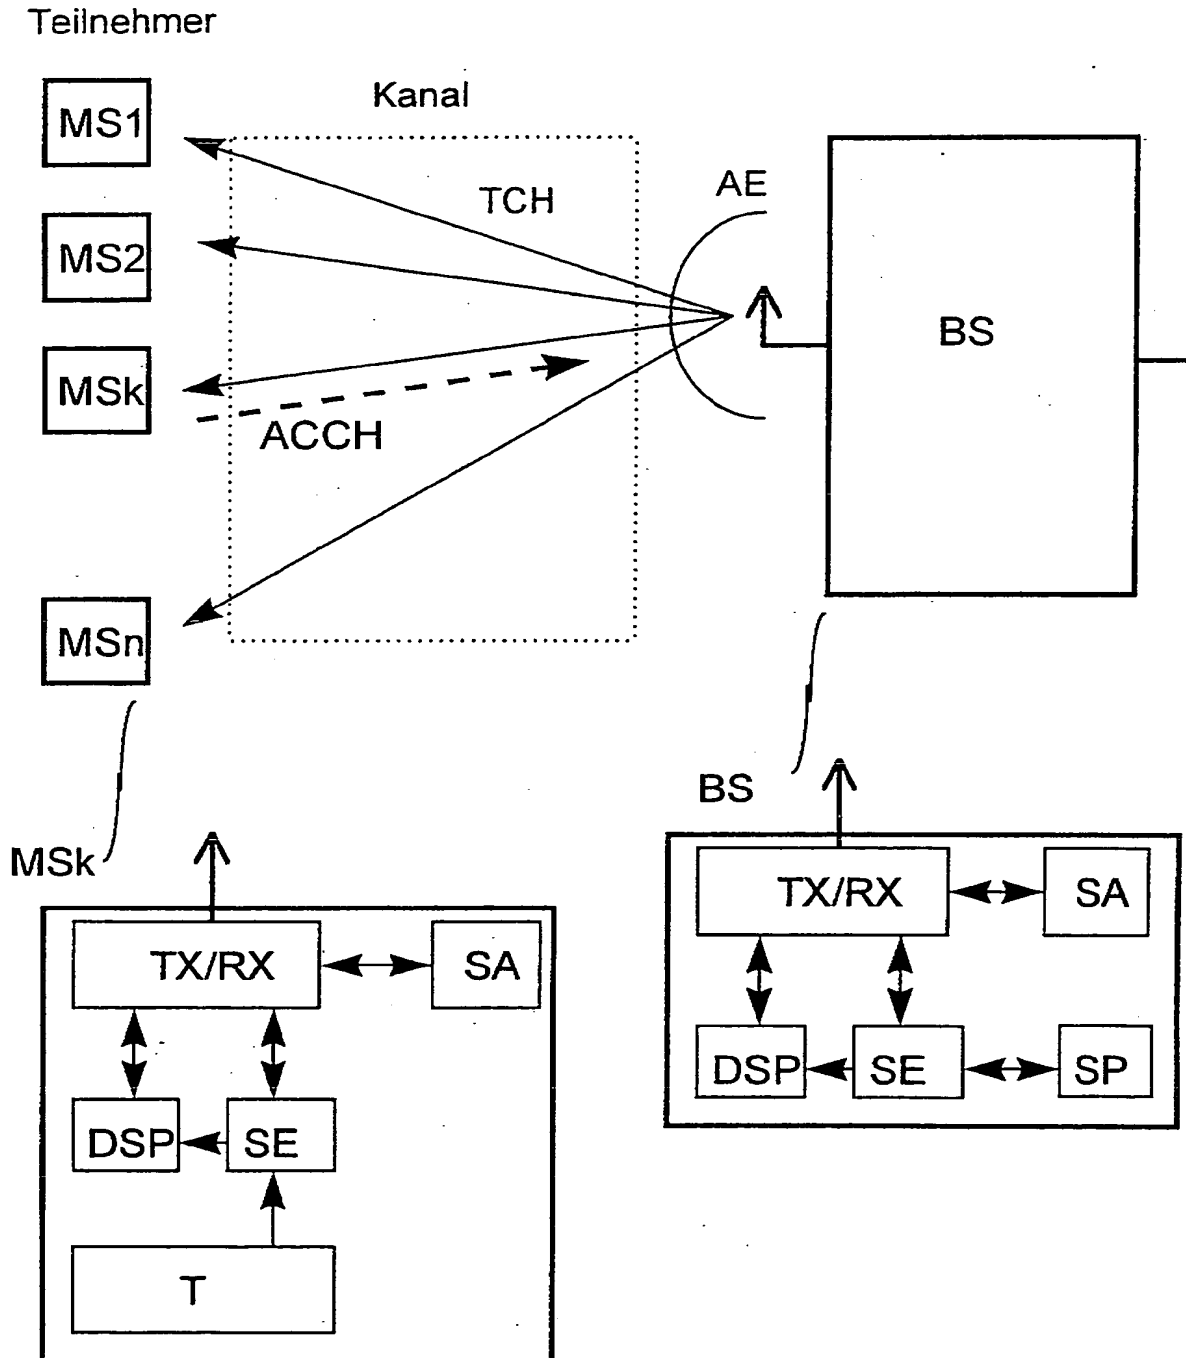 Teilnehmer
MS1
Kanal
TCH
AE
MS2
BS
MSk
ACCH
MSn
BS
MSk
TX/RX
SA
TX/RX
SA
DSP
SE
SP
DSP
SE
T